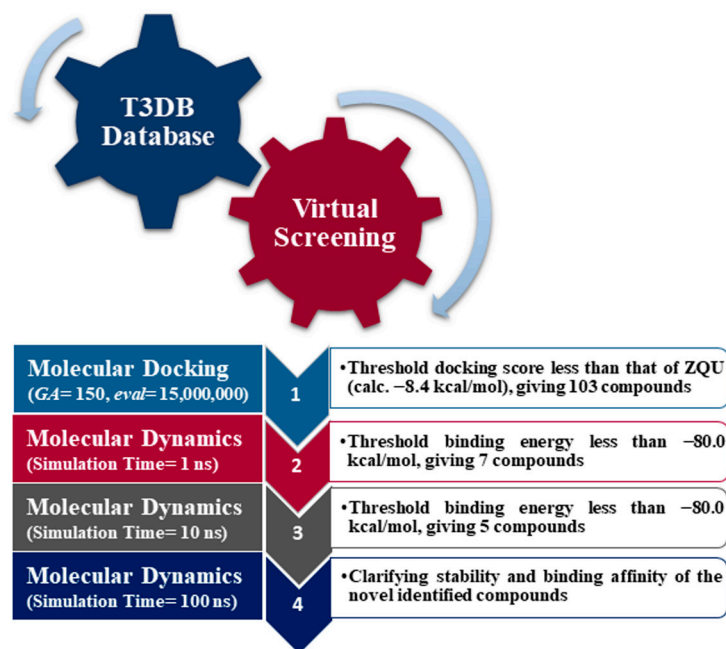 T3DB
Database
Virtual
Screening
Molecular Docking
(GA= 150, eval= 15,000,000)
1
•Threshold docking score less than that of ZQU
(calc. −8.4 kcal/mol), giving 103 compounds
Molecular Dynamics
(Simulation Time= 1 ns)
2
•Threshold binding energy less than −80.0
kcal/mol, giving 7 compounds
Molecular Dynamics
(Simulation Time= 10 ns)
3
•Threshold binding energy less than −80.0
kcal/mol, giving 5 compounds
Molecular Dynamics
(Simulation Time= 100 ns)
4
•Clarifying stability and binding affinity of the
novel identified compounds